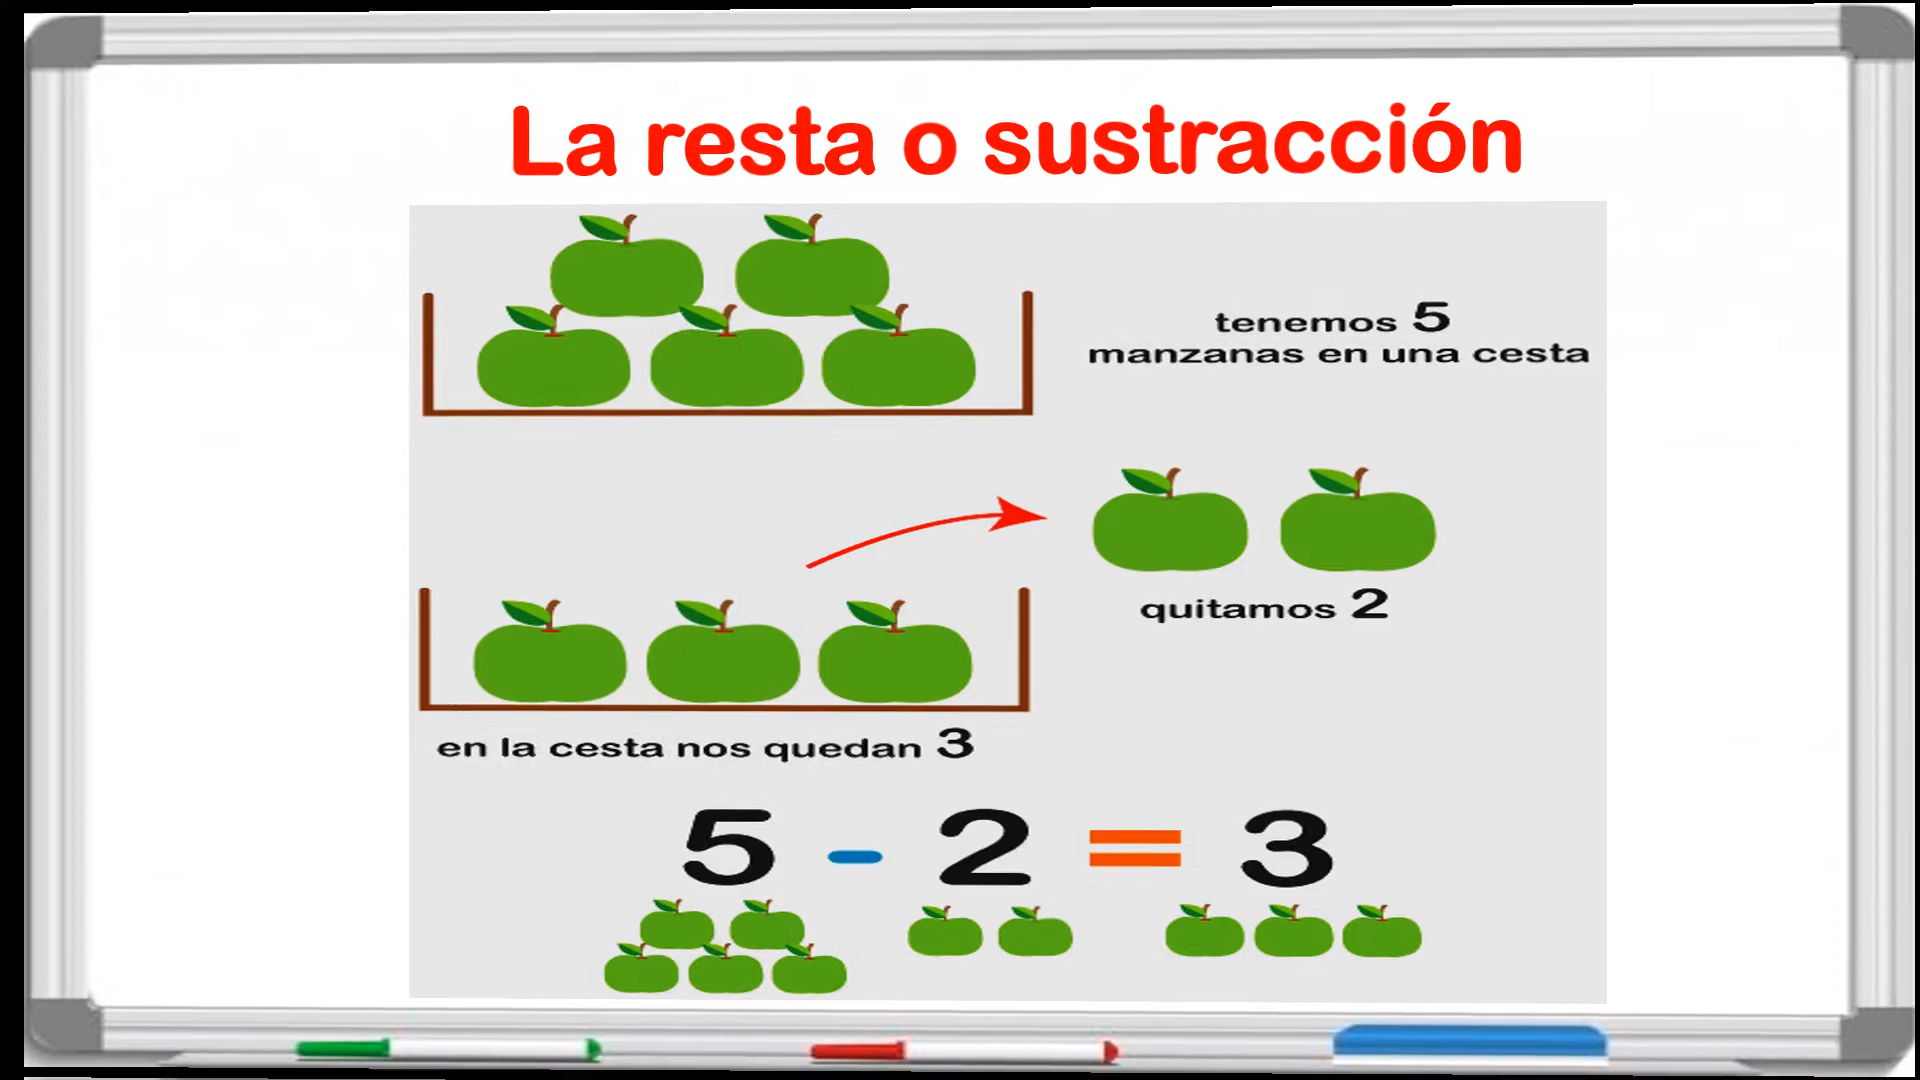 La resta o sustracción
tenemos 5
manzanas en una cesta
quitamos 2
en la cesta nos quedan 3
5 - 2 = 3